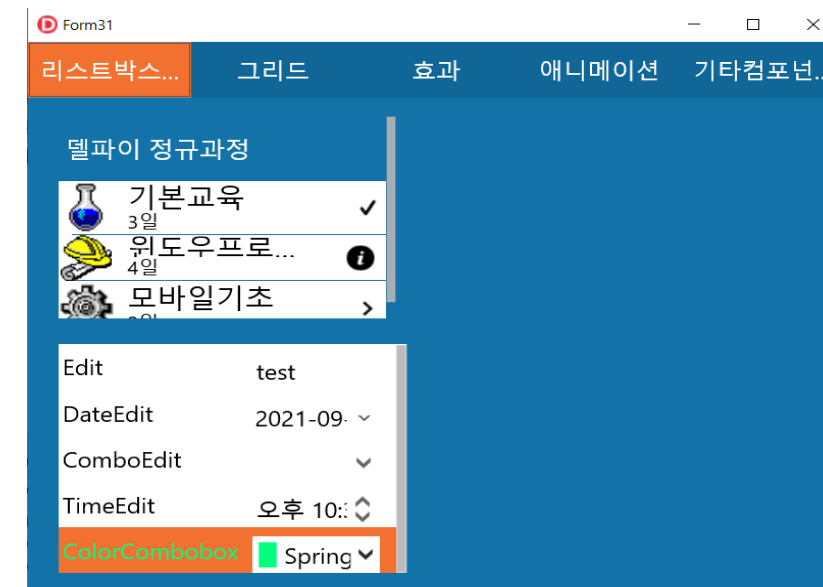 Form31
리스트박스... 그리드 효과 애니메이션 기타컴포넌..
델파이 정규과정
기본교육
3일
윈도우프로...
4일
모바일기초
Edit test
DateEdit 2021-09-
ComboEdit
TimeEdit 오후 10:
ColorCombobox Spring